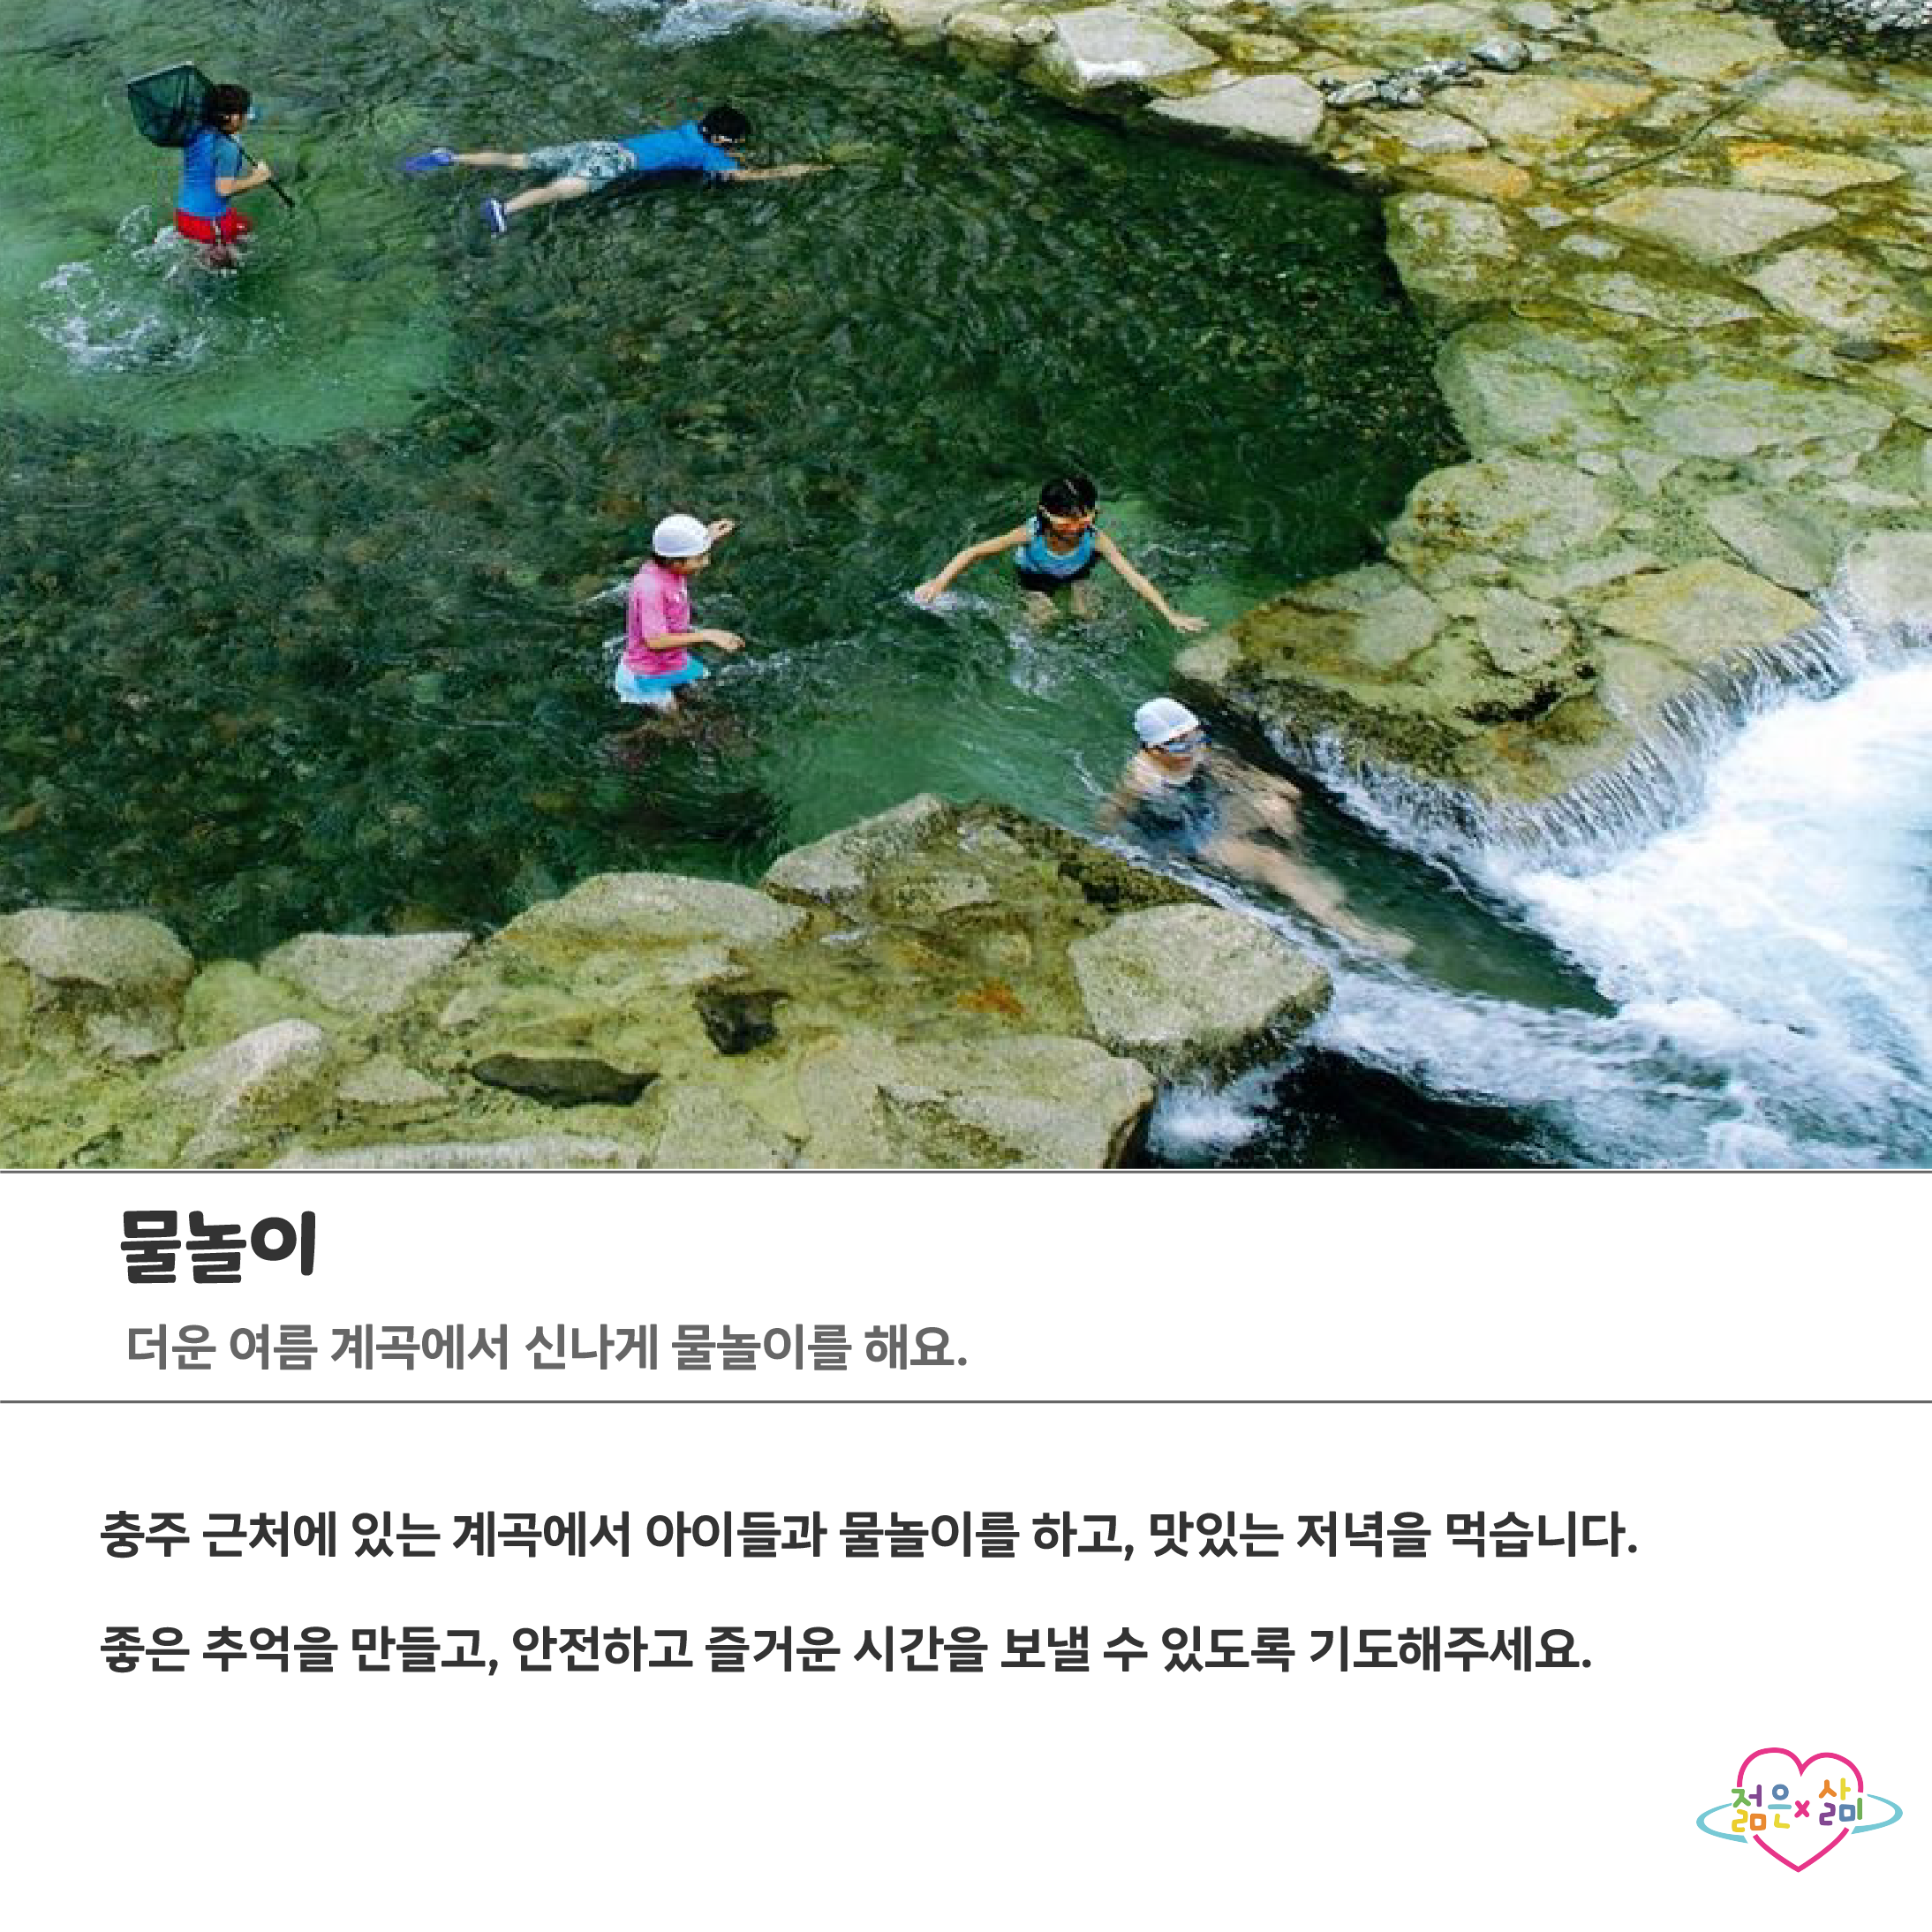 물놀이
더운 여름 계곡에서 신나게 물놀이를 해요.
충주 근처에 있는 계곡에서 아이들과 물놀이를 하고, 맛있는 저녁을 먹습니다.
좋은 추억을 만들고, 안전하고 즐거운 시간을 보낼 수 있도록 기도해주세요.
젊은x삶